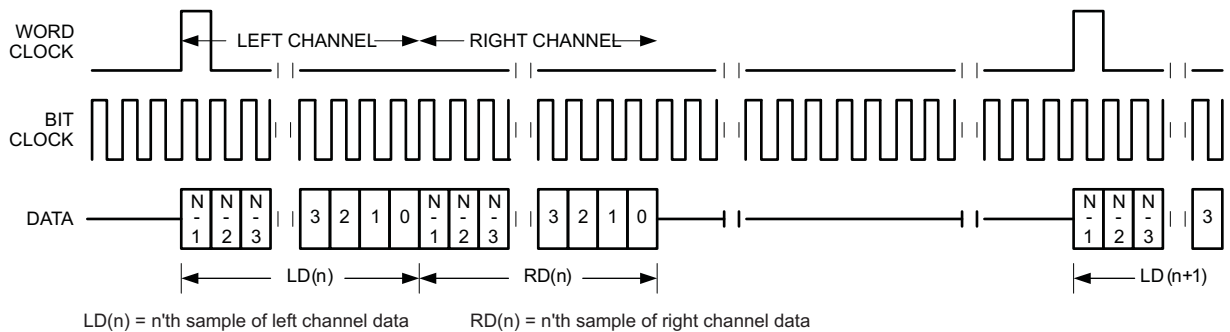 WORD
CLOCK
LEFT CHANNEL
RIGHT CHANNEL
BIT
CLOCK
DATA
N-1 N-2 N-3 3 2 1 0 N-1 N-2 N-3 3 2 1 0 N-1 N-2 N-3 3
LD(n) RD(n) LD (n+1)
LD(n) = n'th sample of left channel data RD(n) = n'th sample of right channel data